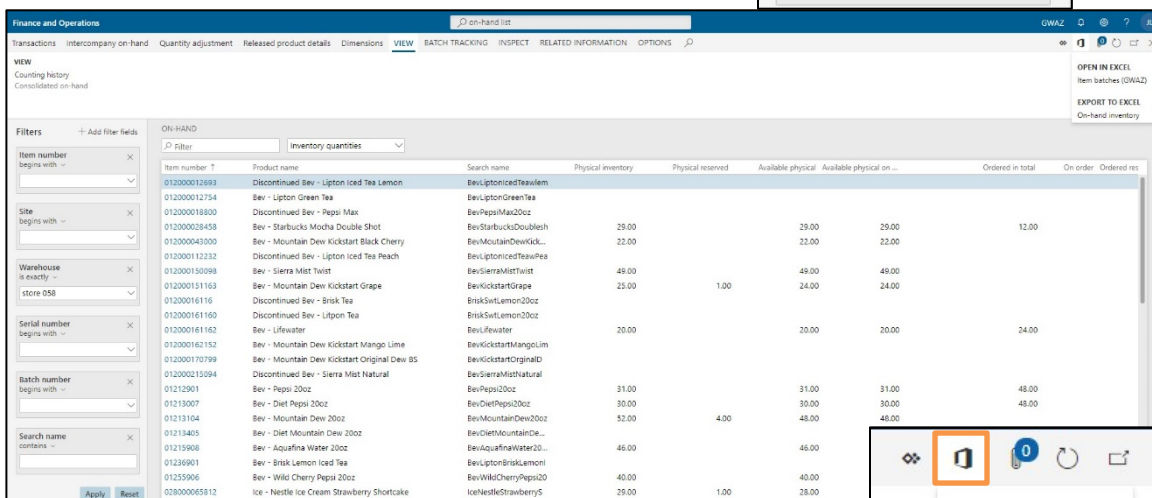 Finance and Operations on-hand list GWAZ ?
Transactions Intercompany on-hand Quantity adjustment Released product details Dimensions VIEW BATCH TRACKING INSPECT RELATED INFORMATION OPTIONS 0
VIEW
Counting history
Consolidated on-hand
OPEN IN EXCEL
Item batches (GWAZ)
EXPORT TO EXCEL
On-hand inventory
Filters + Add filter fields
Item number
begins with
Site
begins with
Warehouse
is exactly
store 058
Serial number
begins with
Batch number
begins with
Search name
contains
Apply Reset
ON-HAND
Filter Inventory quantities
Item number ↑ Product name Search name Physical inventory Physical reserved Available physical Available physical on ... Ordered in total On order Ordered res
012000012693 Discontinued Bev - Lipton Iced Tea Lemon BevLiptonIcedTeawlem
012000012754 Bev - Lipton Green Tea BevLiptonGreenTea
012000018800 Discontinued Bev - Pepsi Max BevPepsiMax20oz
012000028458 Bev - Starbucks Mocha Double Shot BevStarbucksDoublesh 29.00 29.00 29.00 12.00
012000043000 Bev - Mountain Dew Kickstart Black Cherry BevMoutainDewKick... 22.00 22.00 22.00
012000112232 Discontinued Bev - Lipton Iced Tea Peach BevLiptonIcedTeawPea
012000150098 Bev - Sierra Mist Twist BevSierraMistTwist 49.00 49.00 49.00
012000151163 Bev - Mountain Dew Kickstart Grape BevKickstartGrape 25.00 1.00 24.00 24.00
01200016116 Discontinued Bev - Brisk Tea BriskSwtLemon20oz
012000161160 Discontinued Bev - Litpon Tea BriskSwtLemon20oz
012000161162 Bev - Lifewater BevLifewater 20.00 20.00 20.00 24.00
012000162152 Bev - Mountain Dew Kickstart Mango Lime BevKickstartMangoLim
012000170799 Bev - Mountain Dew Kickstart Original Dew BS BevKickstartOrginalD
012000215094 Discontinued Bev - Sierra Mist Natural BevSierraMistNatural
01212901 Bev - Pepsi 20oz BevPepsi20oz 31.00 31.00 31.00 48.00
01213007 Bev - Diet Pepsi 20oz BevDietPepsi20oz 30.00 30.00 30.00 48.00
01213104 Bev - Mountain Dew 20oz BevMountainDew20oz 52.00 4.00 48.00 48.00
01213405 Bev - Diet Mountain Dew 20oz BevDietMountainDe...
01215908 Bev - Aquafina Water 20oz BevAquafinaWater20... 46.00 46.00
01236901 Bev - Brisk Lemon Iced Tea BevLiptonBriskLemonI
01255906 Bev - Wild Cherry Pepsi 20oz BevWildCherryPepsi20 40.00 40.00
028000065812 Ice - Nestle Ice Cream Strawberry Shortcake IceNestleStrawberryS 29.00 1.00 28.00
0